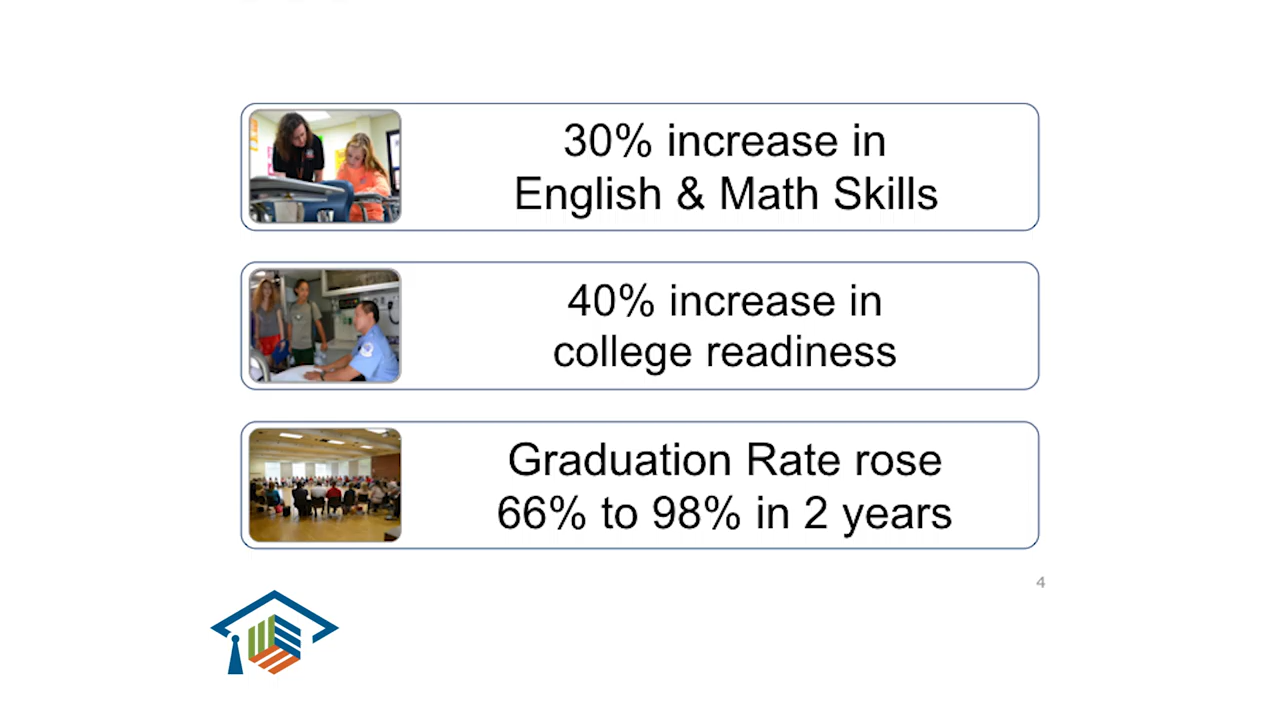 30% increase in
English & Math Skills
40% increase in
college readiness
Graduation Rate rose
66% to 98% in 2 years
4